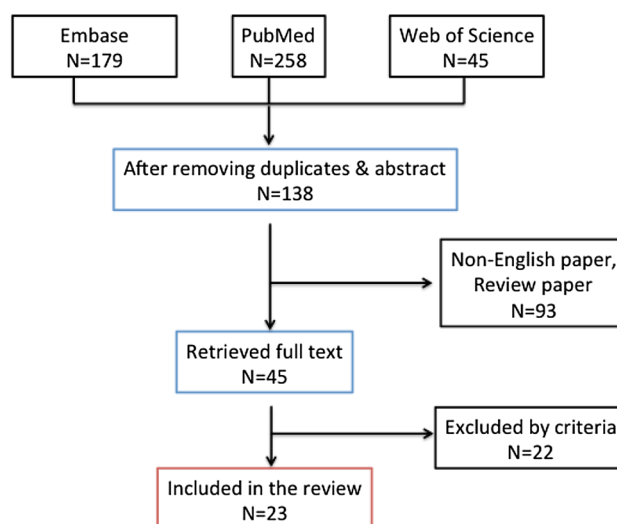 Embase
N=179
PubMed
N=258
Web of Science
N=45
After removing duplicates & abstract
N=138
Non-English paper,
Review paper
N=93
Retrieved full text
N=45
Excluded by criteria
N=22
Included in the review
N=23